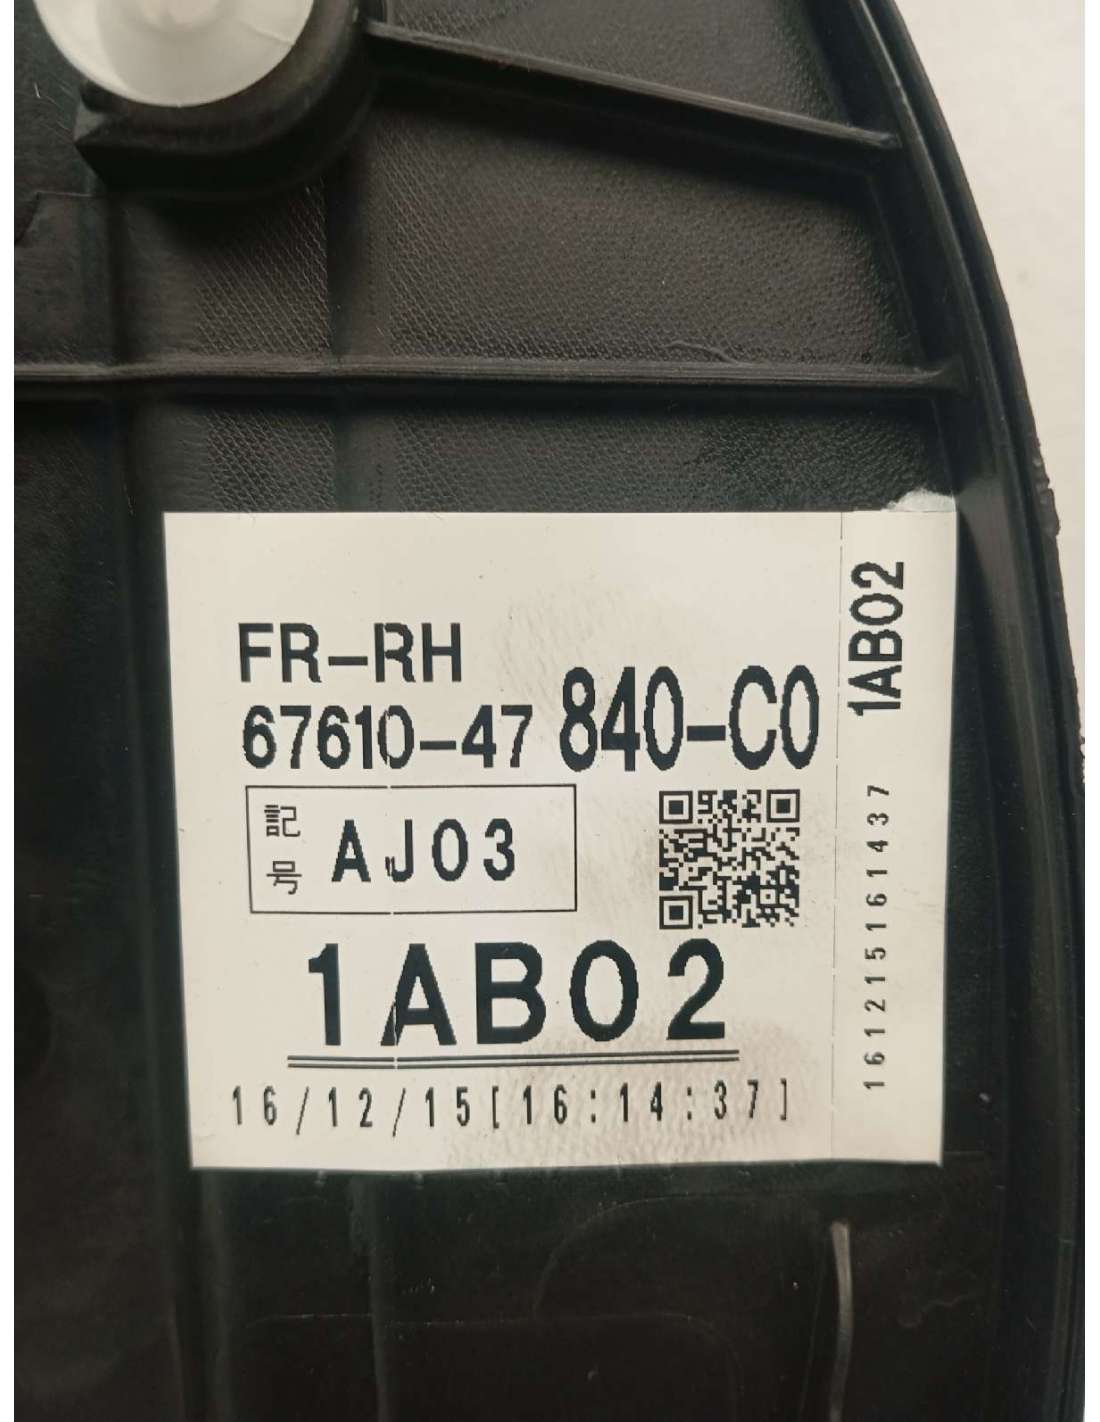 FR-RH
67610-47 840-C0
記号 AJ03
1AB02
16/12/15[16:14:37]
1AB02
161215161437